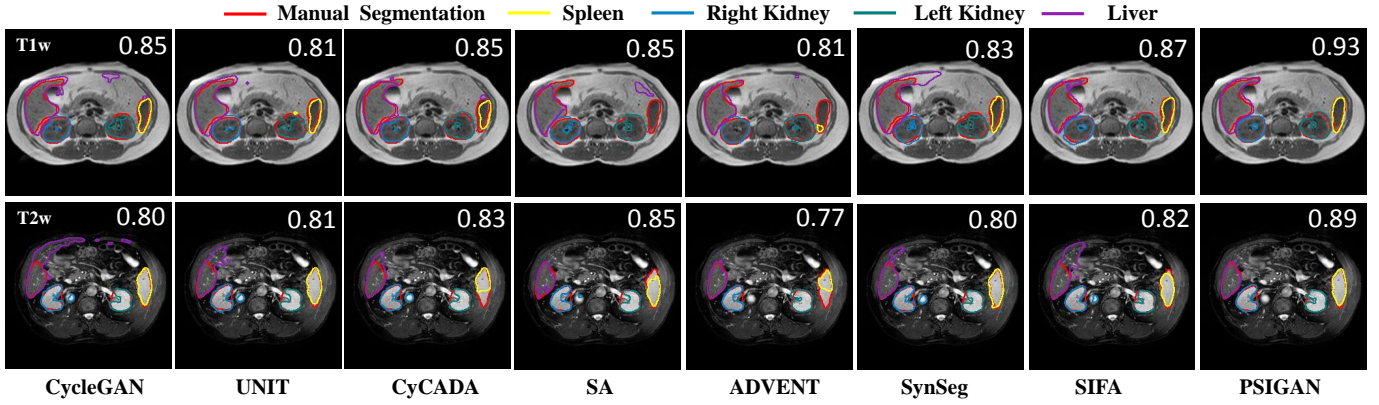 Manual Segmentation Spleen Right Kidney Left Kidney Liver
T1w 0.85 0.81 0.85 0.85 0.81 0.83 0.87 0.93
T2w 0.80 0.81 0.83 0.85 0.77 0.80 0.82 0.89
CycleGAN UNIT CyCADA SA ADVENT SynSeg SIFA PSIGAN